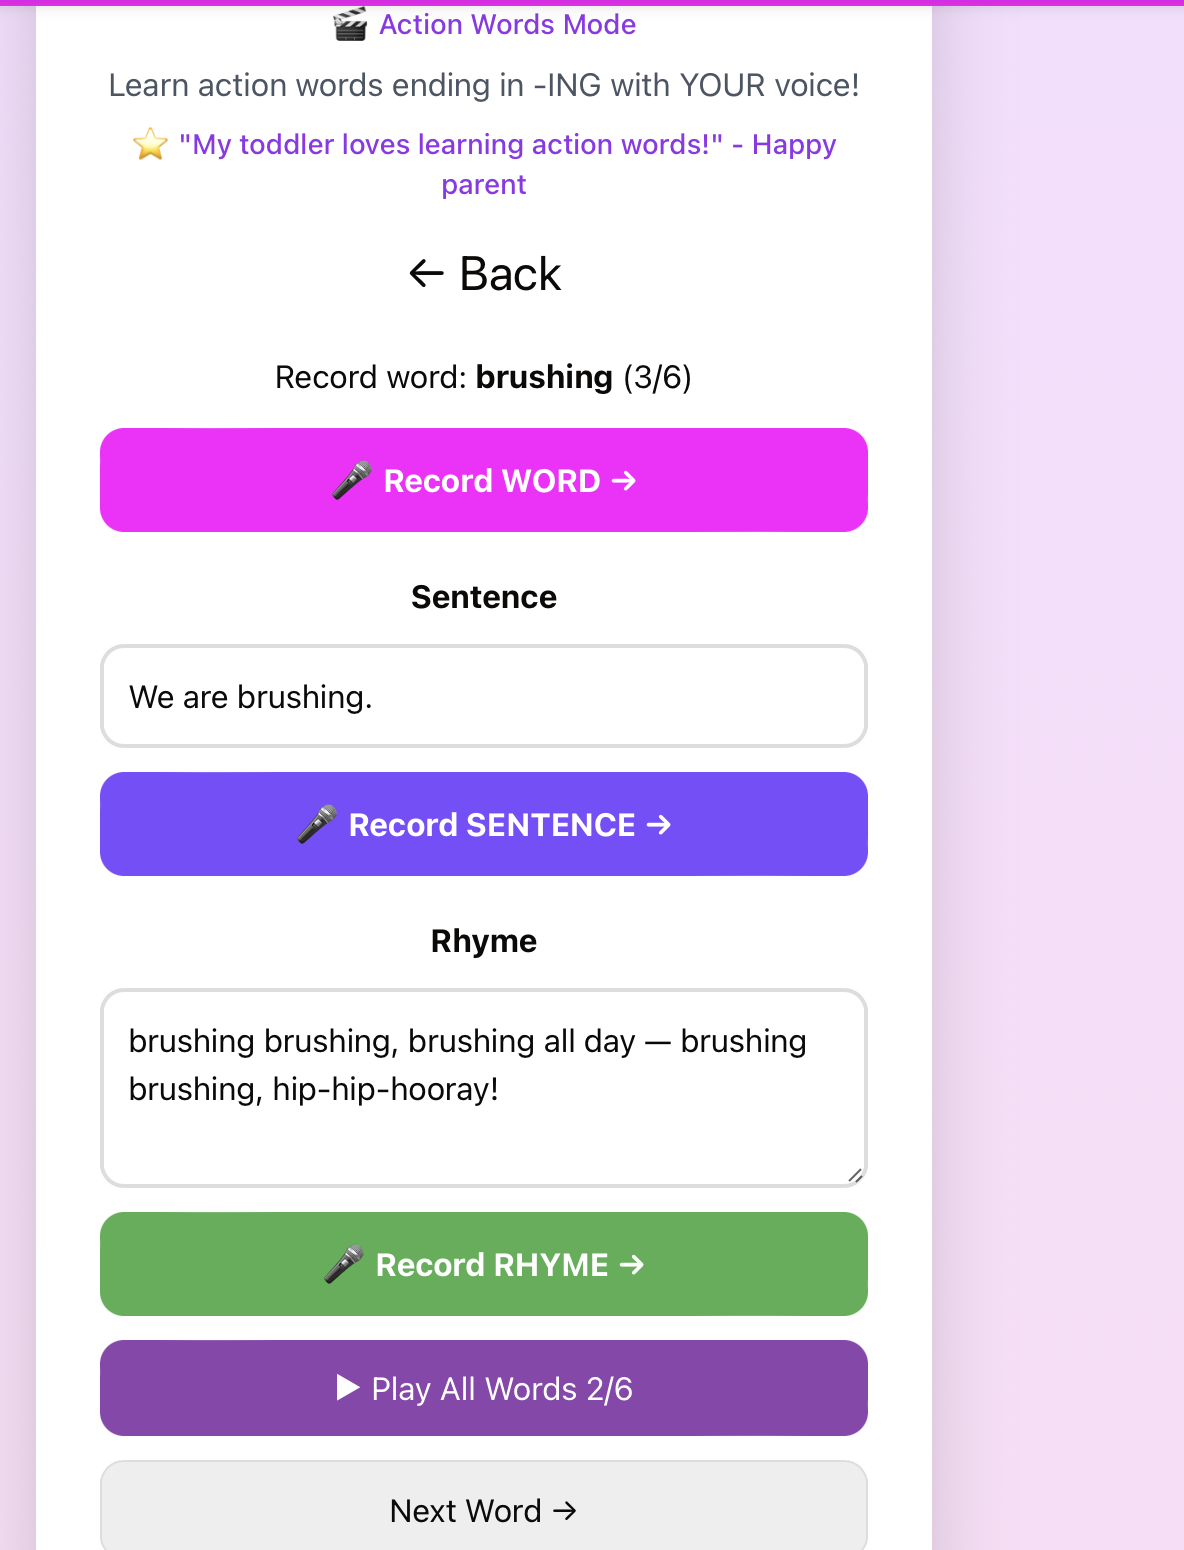 🎬 Action Words Mode
Learn action words ending in -ING with YOUR voice!
⭐ "My toddler loves learning action words!" - Happy
parent
← Back
Record word: brushing (3/6)
🎤 Record WORD →
Sentence
We are brushing.
🎤 Record SENTENCE →
Rhyme
brushing brushing, brushing all day — brushing
brushing, hip-hip-hooray!
🎤 Record RHYME →
▶ Play All Words 2/6
Next Word →